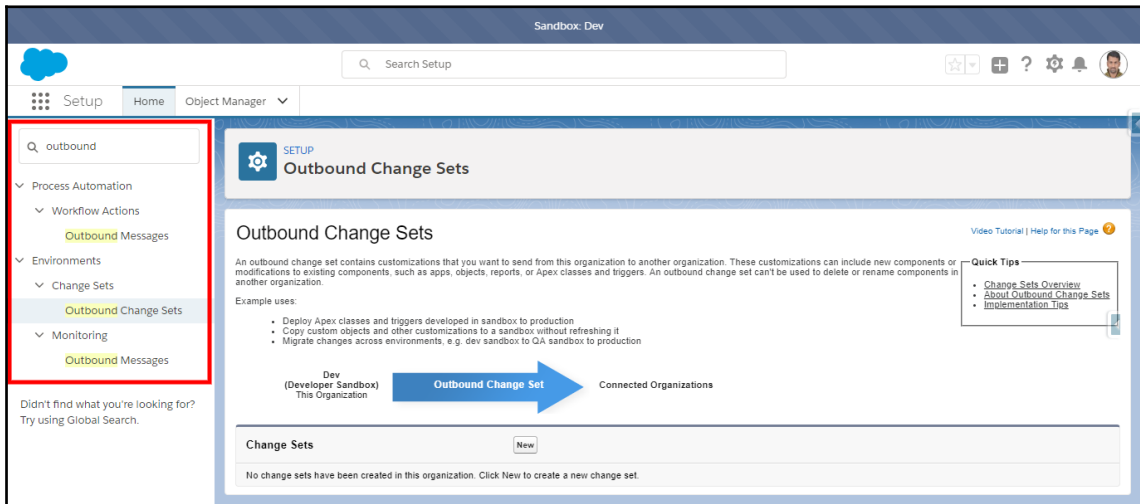 Sandbox: Dev
Search Setup
Setup
Home
Object Manager
outbound
Process Automation
Workflow Actions
Outbound Messages
Environments
Change Sets
Outbound Change Sets
Monitoring
Outbound Messages
Didn't find what you're looking for?
Try using Global Search.
SETUP
Outbound Change Sets
Outbound Change Sets
Video Tutorial | Help for this Page
An outbound change set contains customizations that you want to send from this organization to another organization. These customizations can include new components or
modifications to existing components, such as apps, objects, reports, or Apex classes and triggers. An outbound change set can't be used to delete or rename components in
another organization.
Quick Tips
Change Sets Overview
About Outbound Change Sets
Implementation Tips
Example uses:
Deploy Apex classes and triggers developed in sandbox to production
Copy custom objects and other customizations to a sandbox without refreshing it
Migrate changes across environments, e.g. dev sandbox to QA sandbox to production
Dev
(Developer Sandbox)
This Organization
Outbound Change Set
Connected Organizations
Change Sets
New
No change sets have been created in this organization. Click New to create a new change set.